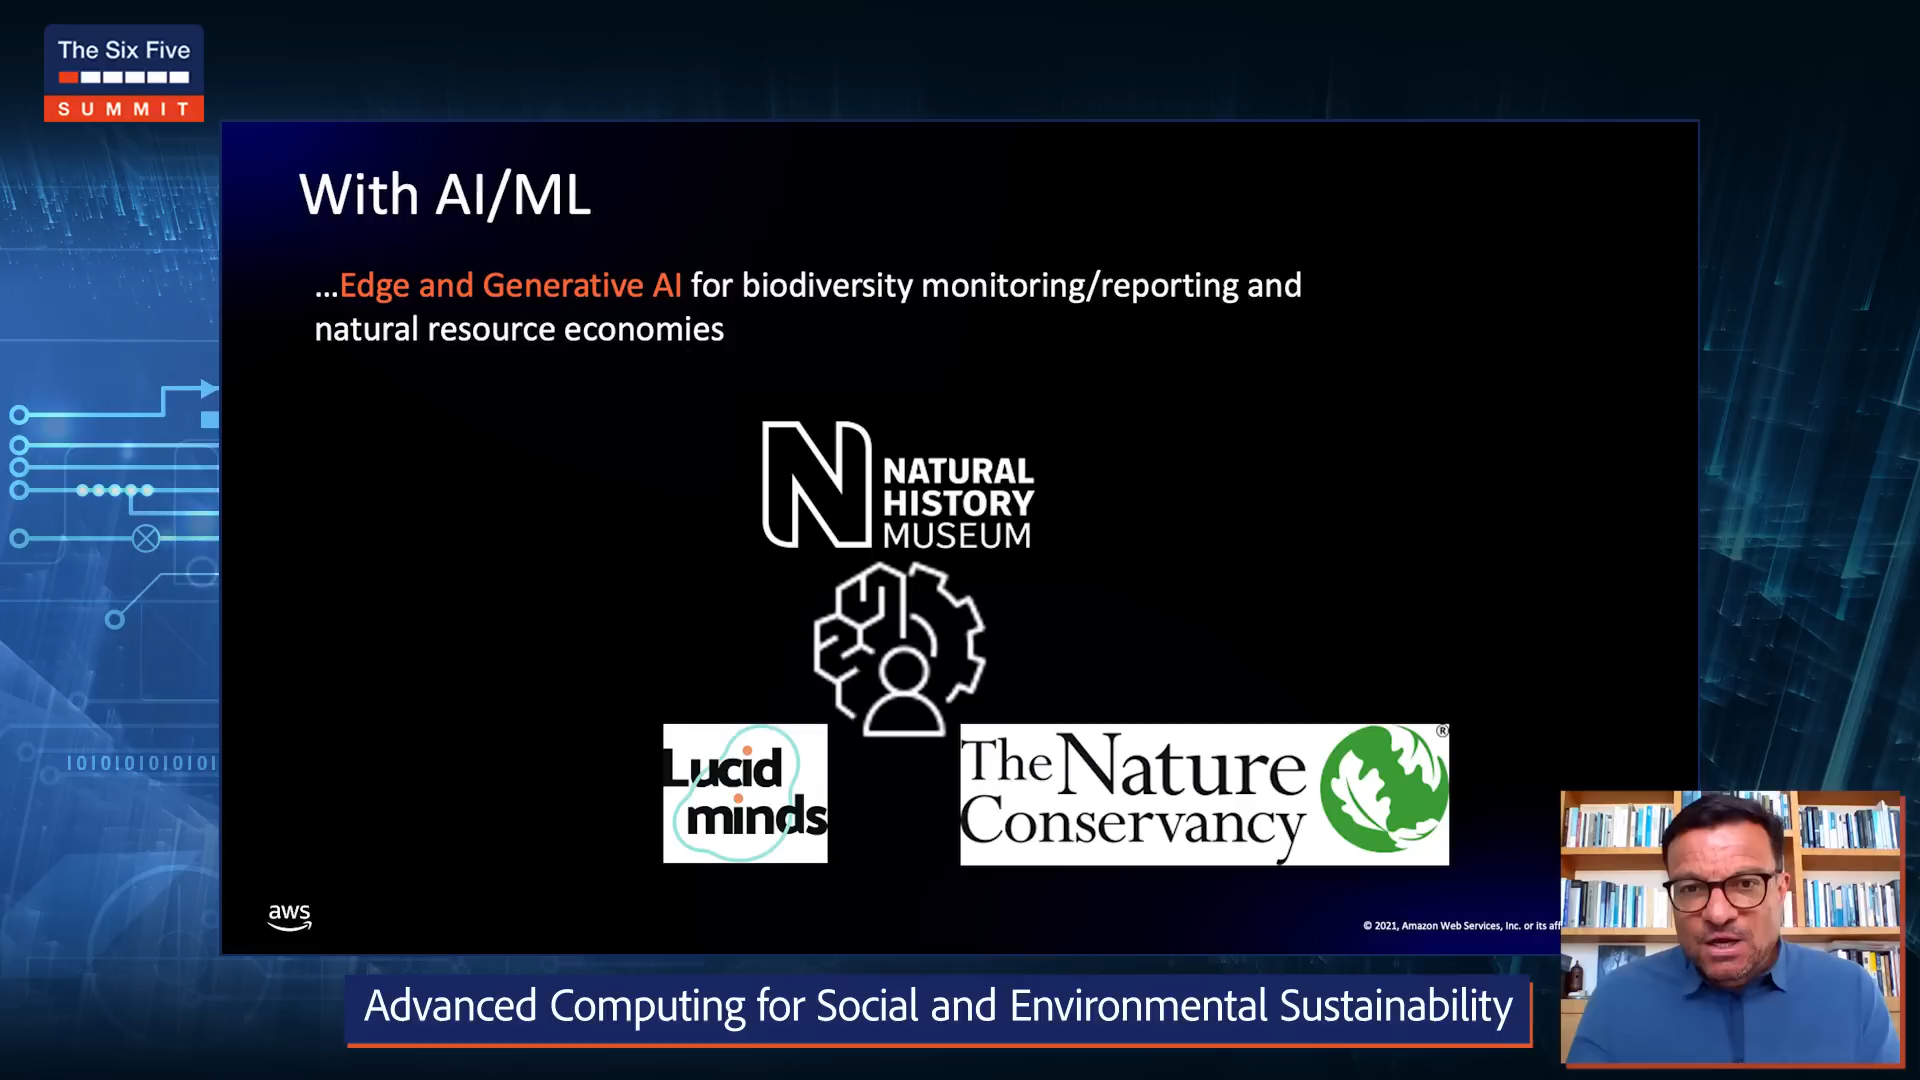 The Six Five
SUMMIT
With AI/ML
...Edge and Generative AI for biodiversity monitoring/reporting and
natural resource economies
NATURAL
HISTORY
MUSEUM
Lucid
minds
The Nature
Conservancy
®
aws
© 2021, Amazon Web Services, Inc. or its aff
101010101010101
Advanced Computing for Social and Environmental Sustainability